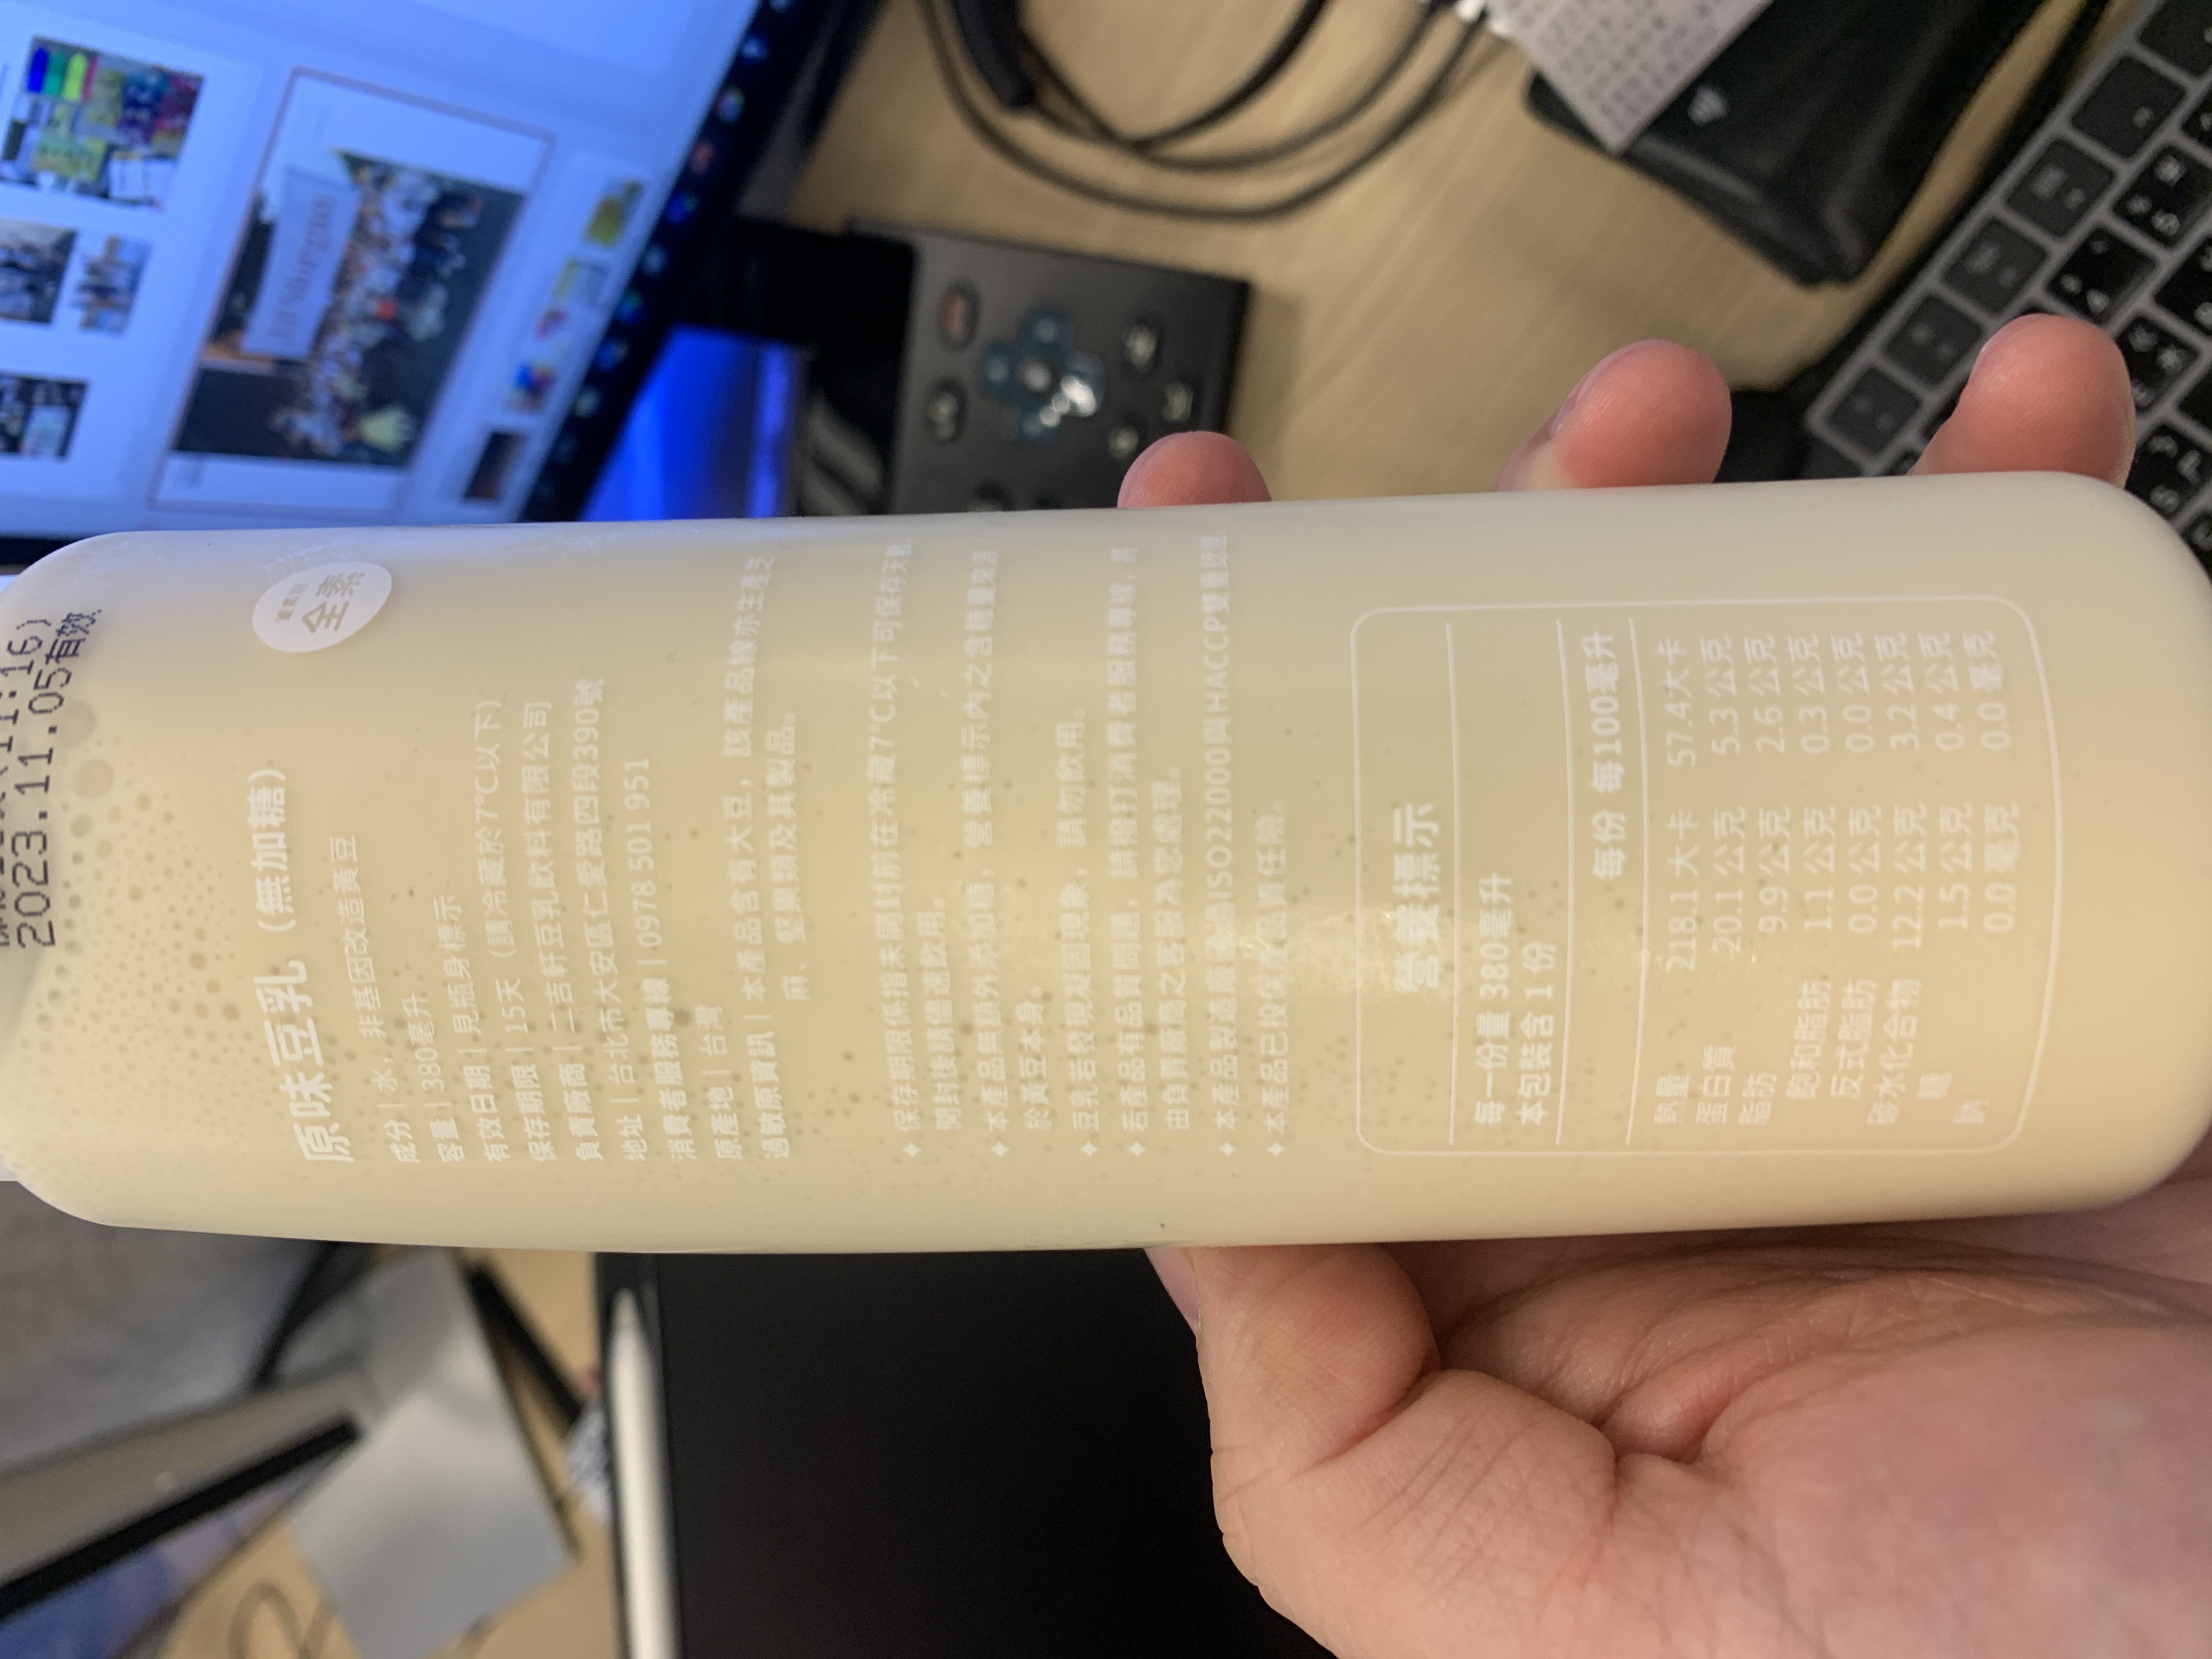 (11:16)
2023.11.05有效
原味豆乳（無加糖）
全素
成分｜水，非基因改造黃豆
容量｜380毫升
有效日期｜見瓶身標示
保存期限｜15天（請冷藏於7°C以下）
負責廠商｜二吉軒豆乳飲料有限公司
地址｜台北市大安區仁愛路四段390號
消費者服務專線｜0978 501 951
原產地｜台灣
過敏原資訊｜本產品含有大豆，該產品線亦生產芝
麻、堅果類及其製品。
✦ 保存期限係指未開封前在冷藏7°C以下可保存天數，
開封後請儘速飲用。
✦ 本產品無額外添加糖，營養標示內之含糖量來源
於黃豆本身。
✦ 豆乳若發現凝固現象，請勿飲用。
✦ 若產品有品質問題，請撥打消費者服務專線，將
由負責廠商之客服為您處理。
✦ 本產品製造廠通過ISO22000與HACCP雙重認證。
✦ 本產品已投保產品責任險。
營養標示
每一份量 380毫升
本包裝含 1 份
每份 每100毫升
熱量 218.1 大卡 57.4大卡
蛋白質 20.1 公克 5.3 公克
脂肪 9.9 公克 2.6 公克
飽和脂肪 1.1 公克 0.3 公克
反式脂肪 0.0 公克 0.0 公克
碳水化合物 12.2 公克 3.2 公克
糖 1.5 公克 0.4 公克
鈉 0.0 毫克 0.0 毫克